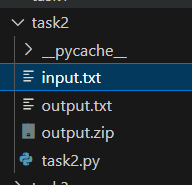 task2
__pycache__
input.txt
output.txt
output.zip
task2.py